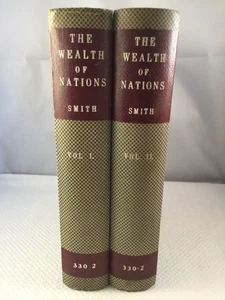 THE
WEALTH
OF
NATIONS
SMITH
VOL I.
330 2
THE
WEALTH
OF
NATIONS
SMITH
VOL II.
330-2